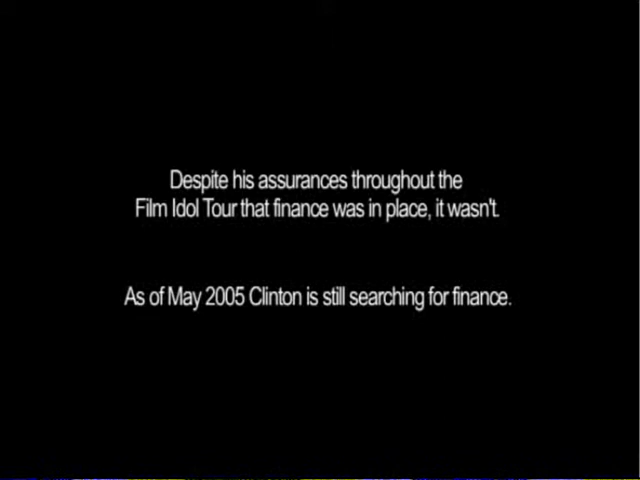 Despite his assurances throughout the
Film Idol Tour that finance was in place, it wasn't.
As of May 2005 Clinton is still searching for finance.